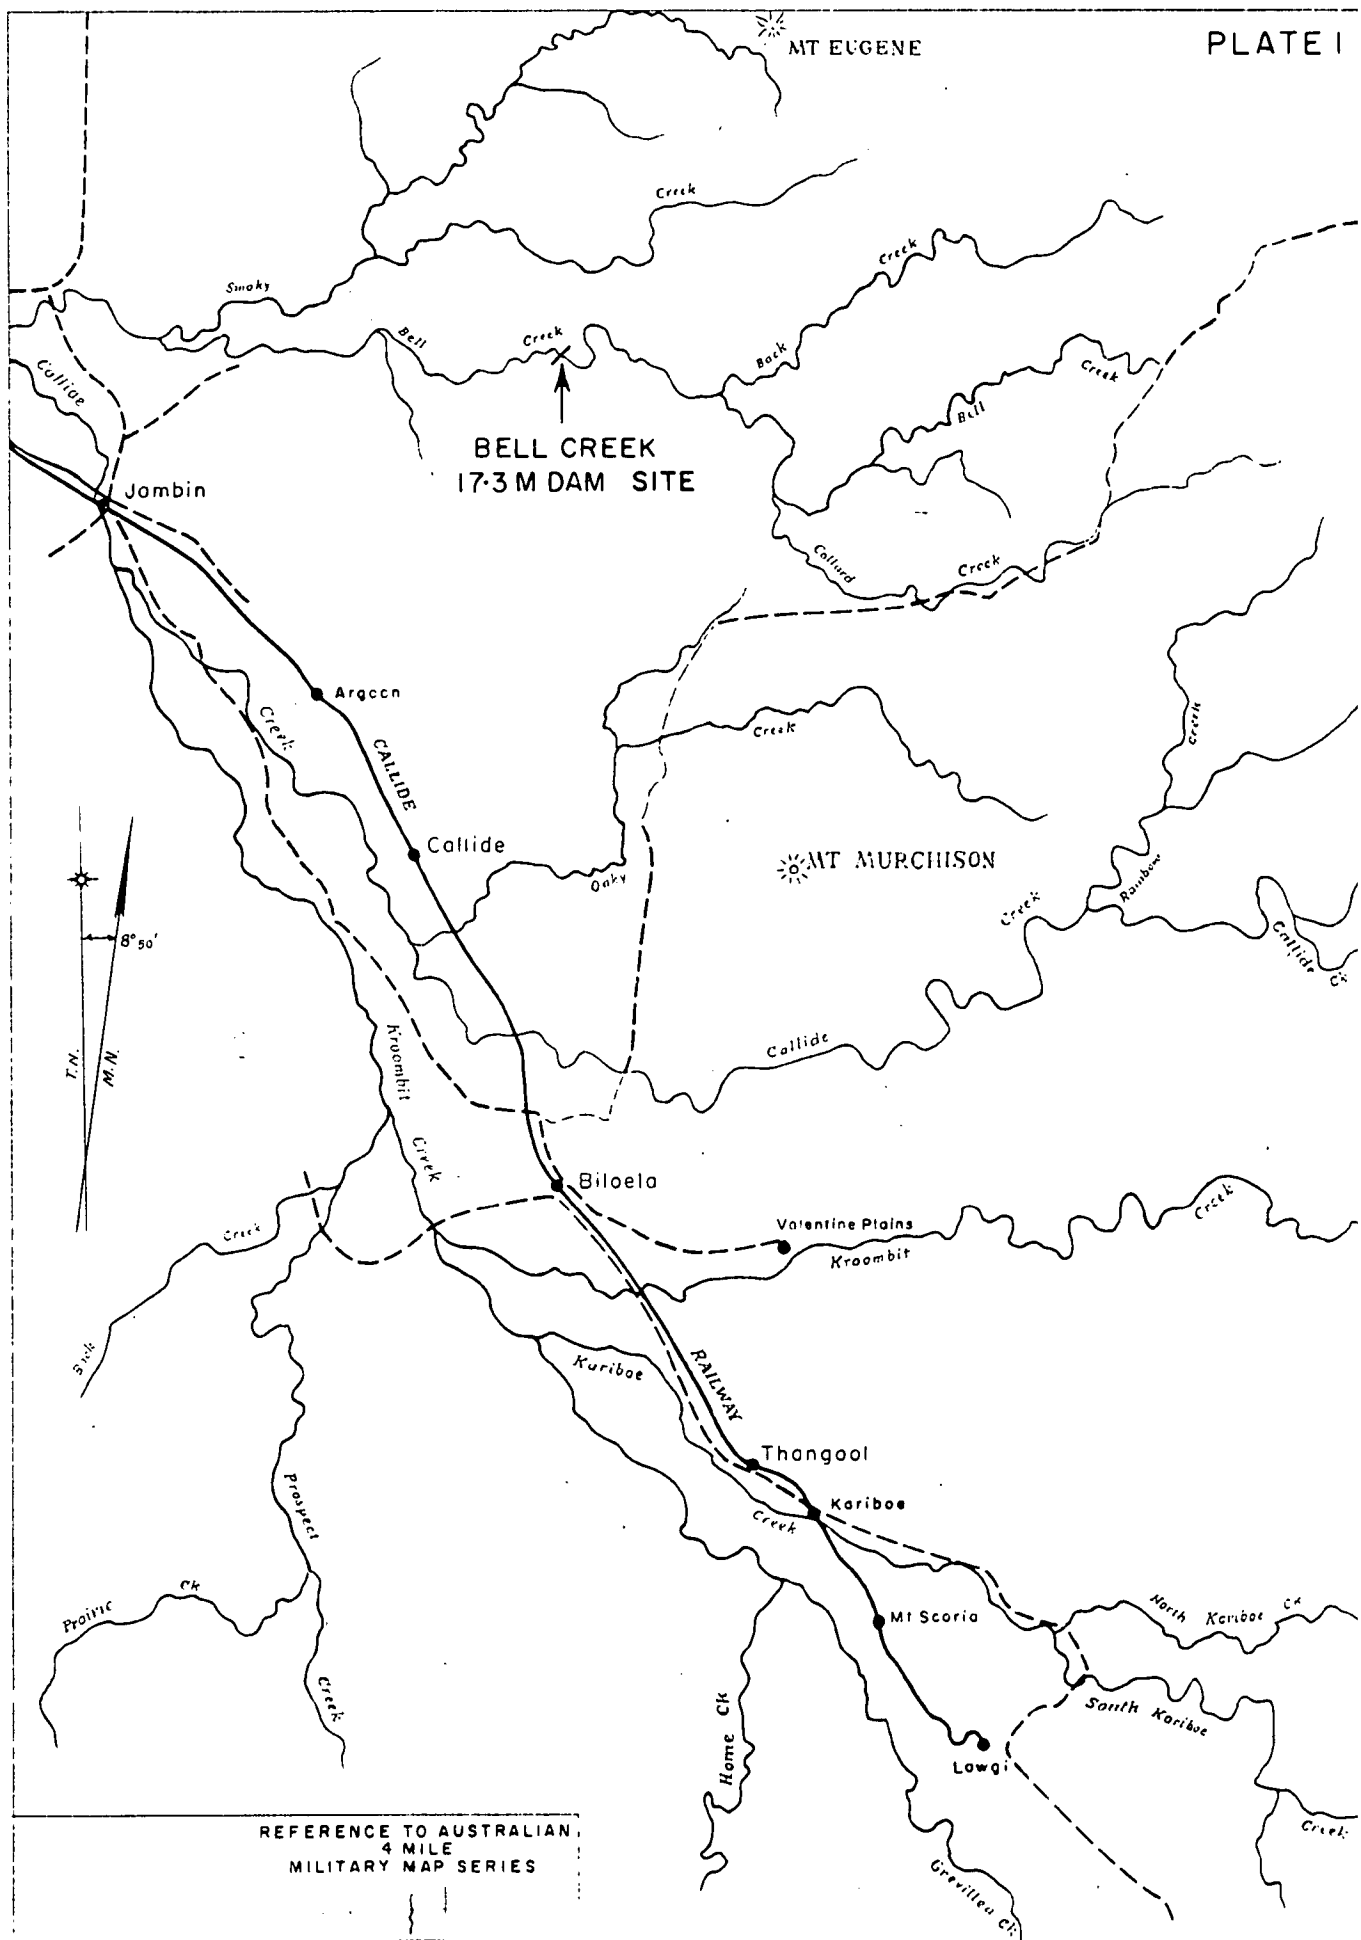 PLATE 1
MT EUGENE
Creek
Creek
Smoky
Bell
Creek
Back
Creek
Bell
Callide
BELL CREEK
17·3 M DAM SITE
Jambin
Callard
Creek
Argoon
Creek
Creek
Creek
CALLIDE
Callide
MT MURCHISON
Oaky
Rainbow
Creek
Callide
Ck
8°50'
Callide
Kroombit
T.N.
M.N.
Creek
Biloela
Creek
Valentine Plains
Creek
Kroombit
Kariboe
RAILWAY
Thangool
Kariboe
Creek
Prospect
Ck
Prairie
North Kariboe Ck
Mt Scoria
Creek
Home Ck
South Kariboe
Lawgi
Creek
REFERENCE TO AUSTRALIAN
4 MILE
MILITARY MAP SERIES
Grevillea Ck